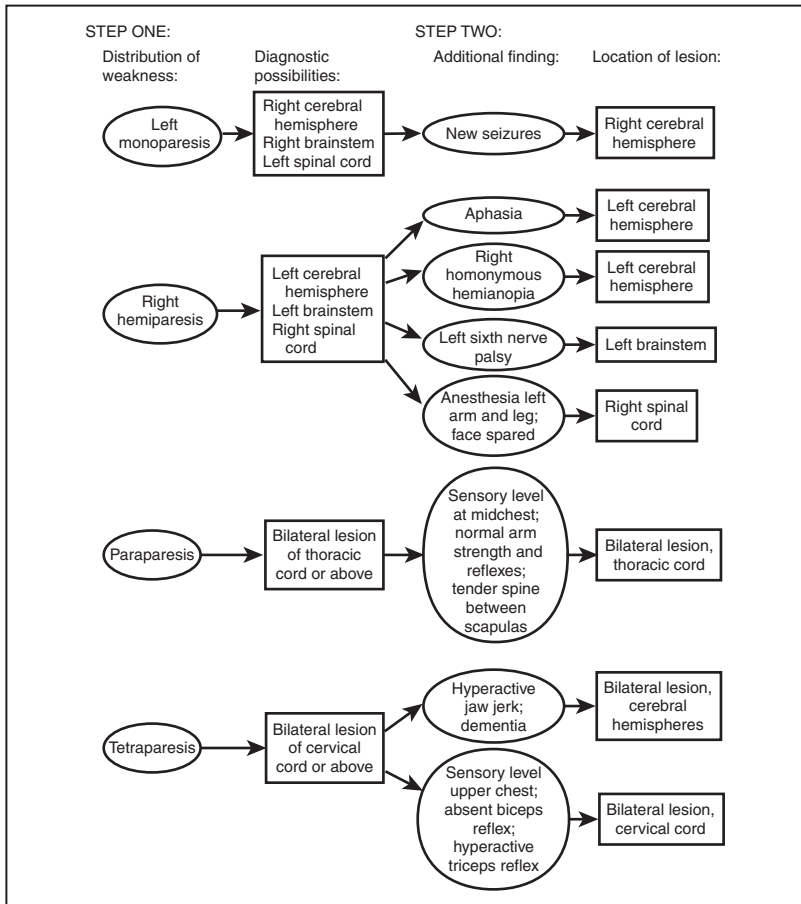 STEP ONE:
STEP TWO:
Distribution of
weakness:
Diagnostic
possibilities:
Additional finding:
Location of lesion:
Left
monoparesis
Right cerebral
hemisphere
Right brainstem
Left spinal cord
New seizures
Right cerebral
hemisphere
Right
hemiparesis
Left cerebral
hemisphere
Left brainstem
Right spinal
cord
Aphasia
Left cerebral
hemisphere
Right
homonymous
hemianopia
Left cerebral
hemisphere
Left sixth nerve
palsy
Left brainstem
Anesthesia left
arm and leg;
face spared
Right spinal
cord
Paraparesis
Bilateral lesion
of thoracic
cord or above
Sensory level
at midchest;
normal arm
strength and
reflexes;
tender spine
between
scapulas
Bilateral lesion,
thoracic cord
Tetraparesis
Bilateral lesion
of cervical
cord or above
Hyperactive
jaw jerk;
dementia
Bilateral lesion,
cerebral
hemispheres
Sensory level
upper chest;
absent biceps
reflex;
hyperactive
triceps reflex
Bilateral lesion,
cervical cord